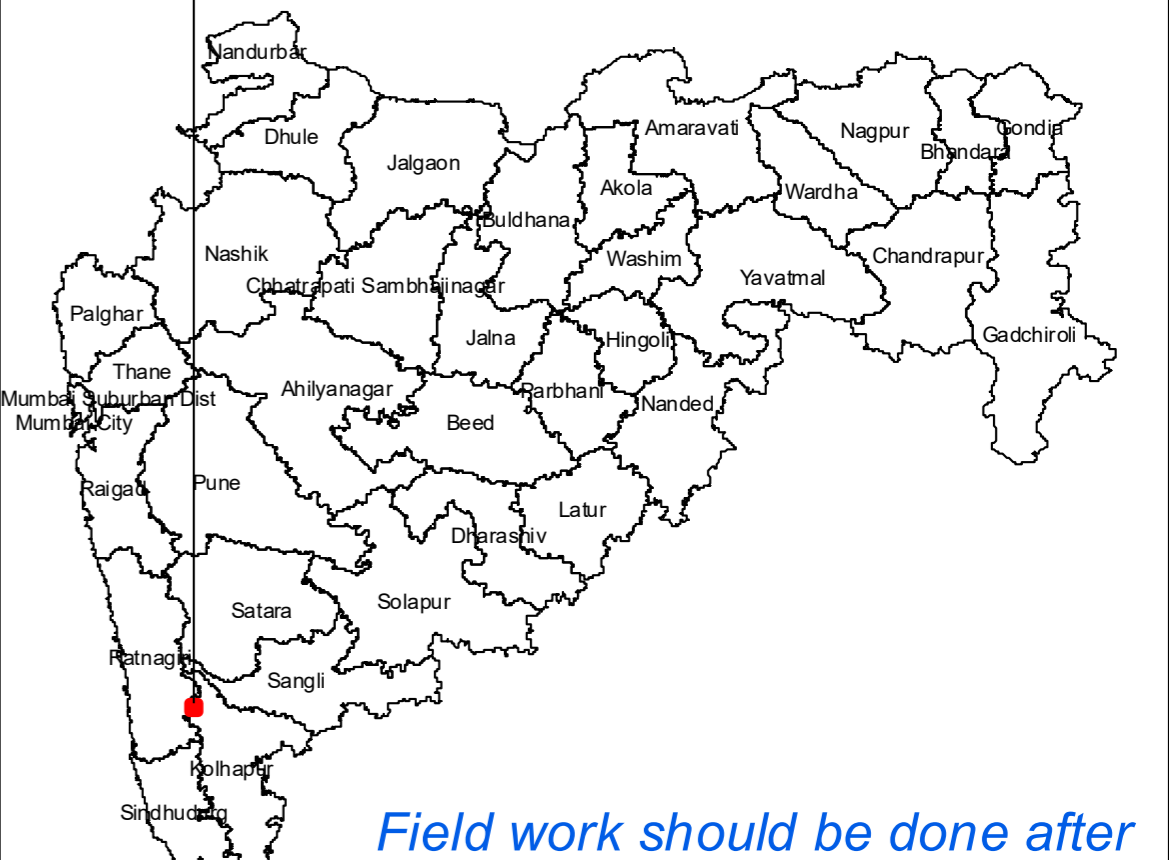 Nandurbar
Dhule
Jalgaon
Amaravati
Nagpur
Gondia
Bhandara
Akola
Wardha
Buldhana
Nashik
Washim
Chandrapur
Chhatrapati Sambhajinagar
Yavatmal
Palghar
Jalna
Hingoli
Gadchiroli
Thane
Ahilyanagar
Parbhani
Mumbai Suburban Dist
Nanded
Mumbai City
Beed
Raigad
Pune
Latur
Dharashiv
Solapur
Satara
Ratnagiri
Sangli
Kolhapur
Sindhudurg
Field work should be done after